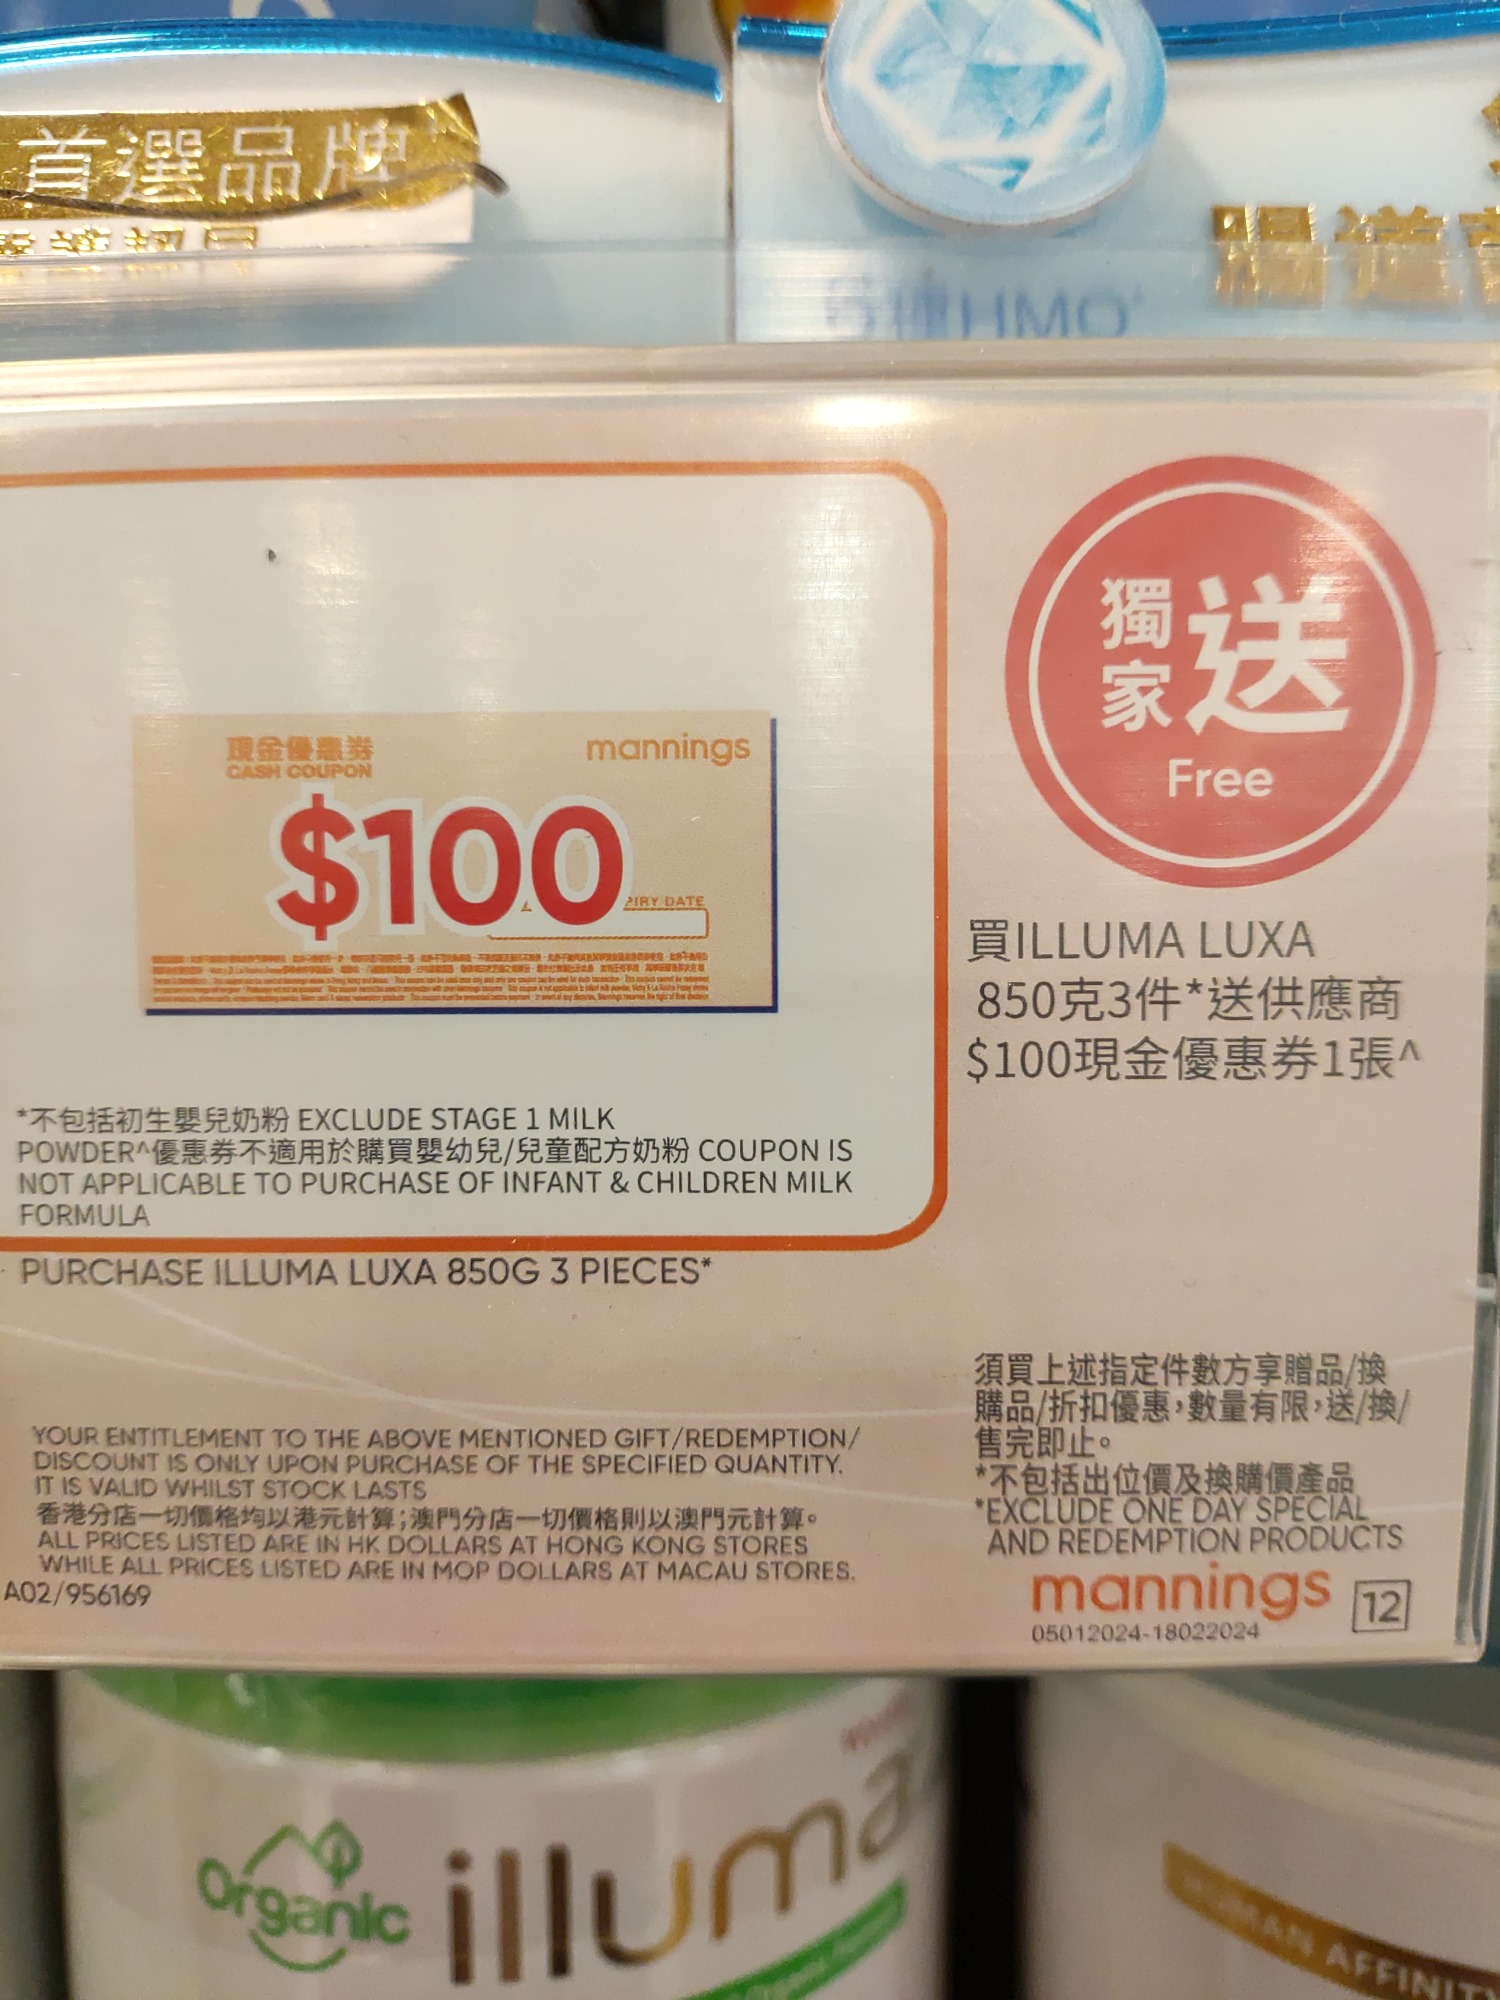 首選品牌
6種HMO+
現金優惠券
CASH COUPON
mannings
$100
PIRY DATE
獨家送
Free
買ILLUMA LUXA
850克3件*送供應商
$100現金優惠券1張^
*不包括初生嬰兒奶粉 EXCLUDE STAGE 1 MILK
POWDER^優惠券不適用於購買嬰幼兒/兒童配方奶粉 COUPON IS
NOT APPLICABLE TO PURCHASE OF INFANT & CHILDREN MILK
FORMULA
PURCHASE ILLUMA LUXA 850G 3 PIECES*
YOUR ENTITLEMENT TO THE ABOVE MENTIONED GIFT/REDEMPTION/
DISCOUNT IS ONLY UPON PURCHASE OF THE SPECIFIED QUANTITY.
IT IS VALID WHILST STOCK LASTS
香港分店一切價格均以港元計算;澳門分店一切價格則以澳門元計算。
ALL PRICES LISTED ARE IN HK DOLLARS AT HONG KONG STORES
WHILE ALL PRICES LISTED ARE IN MOP DOLLARS AT MACAU STORES.
A02/956169
須買上述指定件數方享贈品/換
購品/折扣優惠,數量有限,送/換/
售完即止。
*不包括出位價及換購價產品
*EXCLUDE ONE DAY SPECIAL
AND REDEMPTION PRODUCTS
mannings 12
05012024-18022024
Organic
illuma
HUMAN AFFINITY